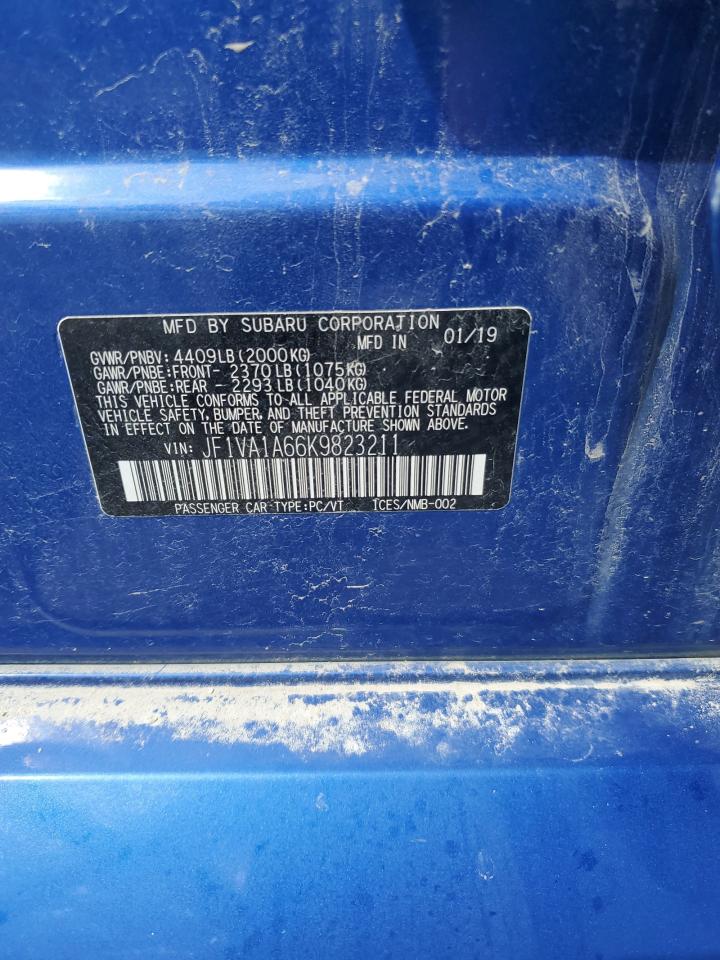 MFD BY SUBARU CORPORATION
MFD IN 01/19
GVWR/PNBV: 4409LB(2000KG)
GAWR/PNBE:FRONT- 2370LB(1075KG)
GAWR/PNBE:REAR - 2293LB(1040KG)
THIS VEHICLE CONFORMS TO ALL APPLICABLE FEDERAL MOTOR
VEHICLE SAFETY, BUMPER, AND THEFT PREVENTION STANDARDS
IN EFFECT ON THE DATE OF MANUFACTURE SHOWN ABOVE.
VIN: JF1VA1A66K9823211
PASSENGER CAR-TYPE:PC/VT ICES/NMB-002